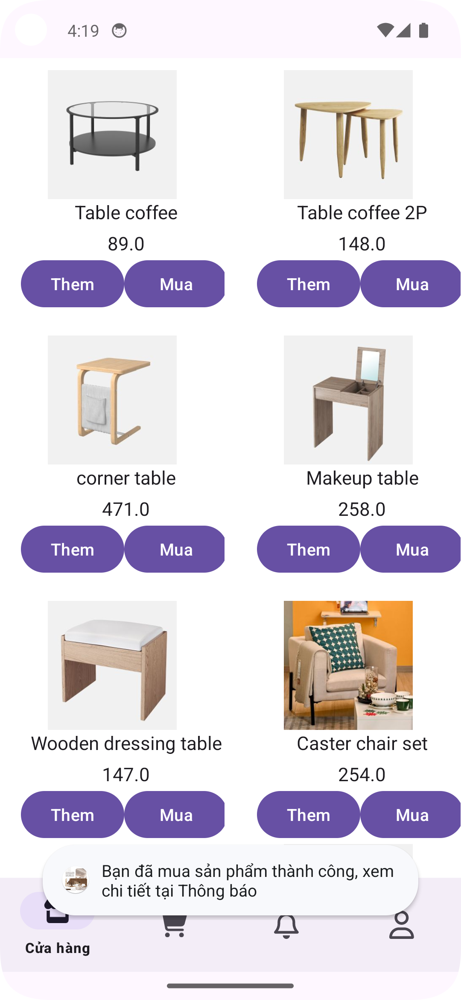 4:19
Table coffee
Table coffee 2P
89.0
148.0
Them
Mua
Them
Mua
corner table
Makeup table
471.0
258.0
Them
Mua
Them
Mua
Wooden dressing table
Caster chair set
147.0
254.0
Them
Mua
Them
Mua
Bạn đã mua sản phẩm thành công, xem
chi tiết tại Thông báo
Cửa hàng